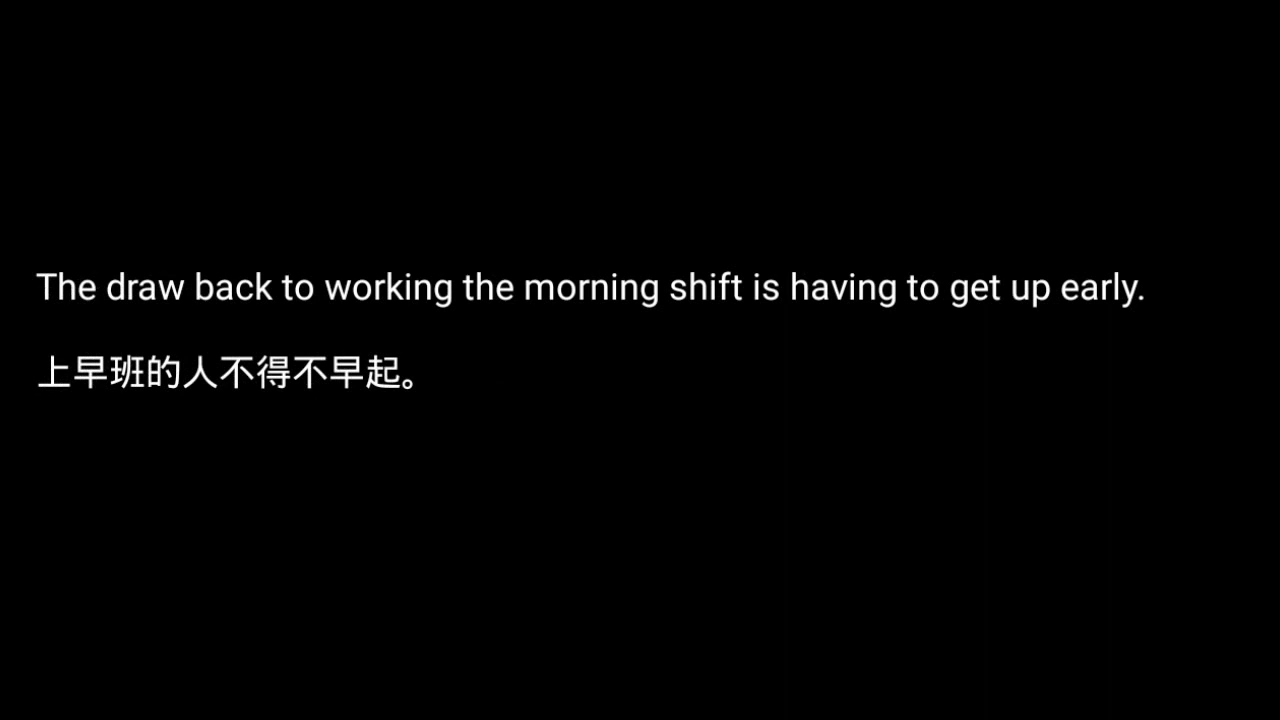 The draw back to working the morning shift is having to get up early.
上早班的人不得不早起。